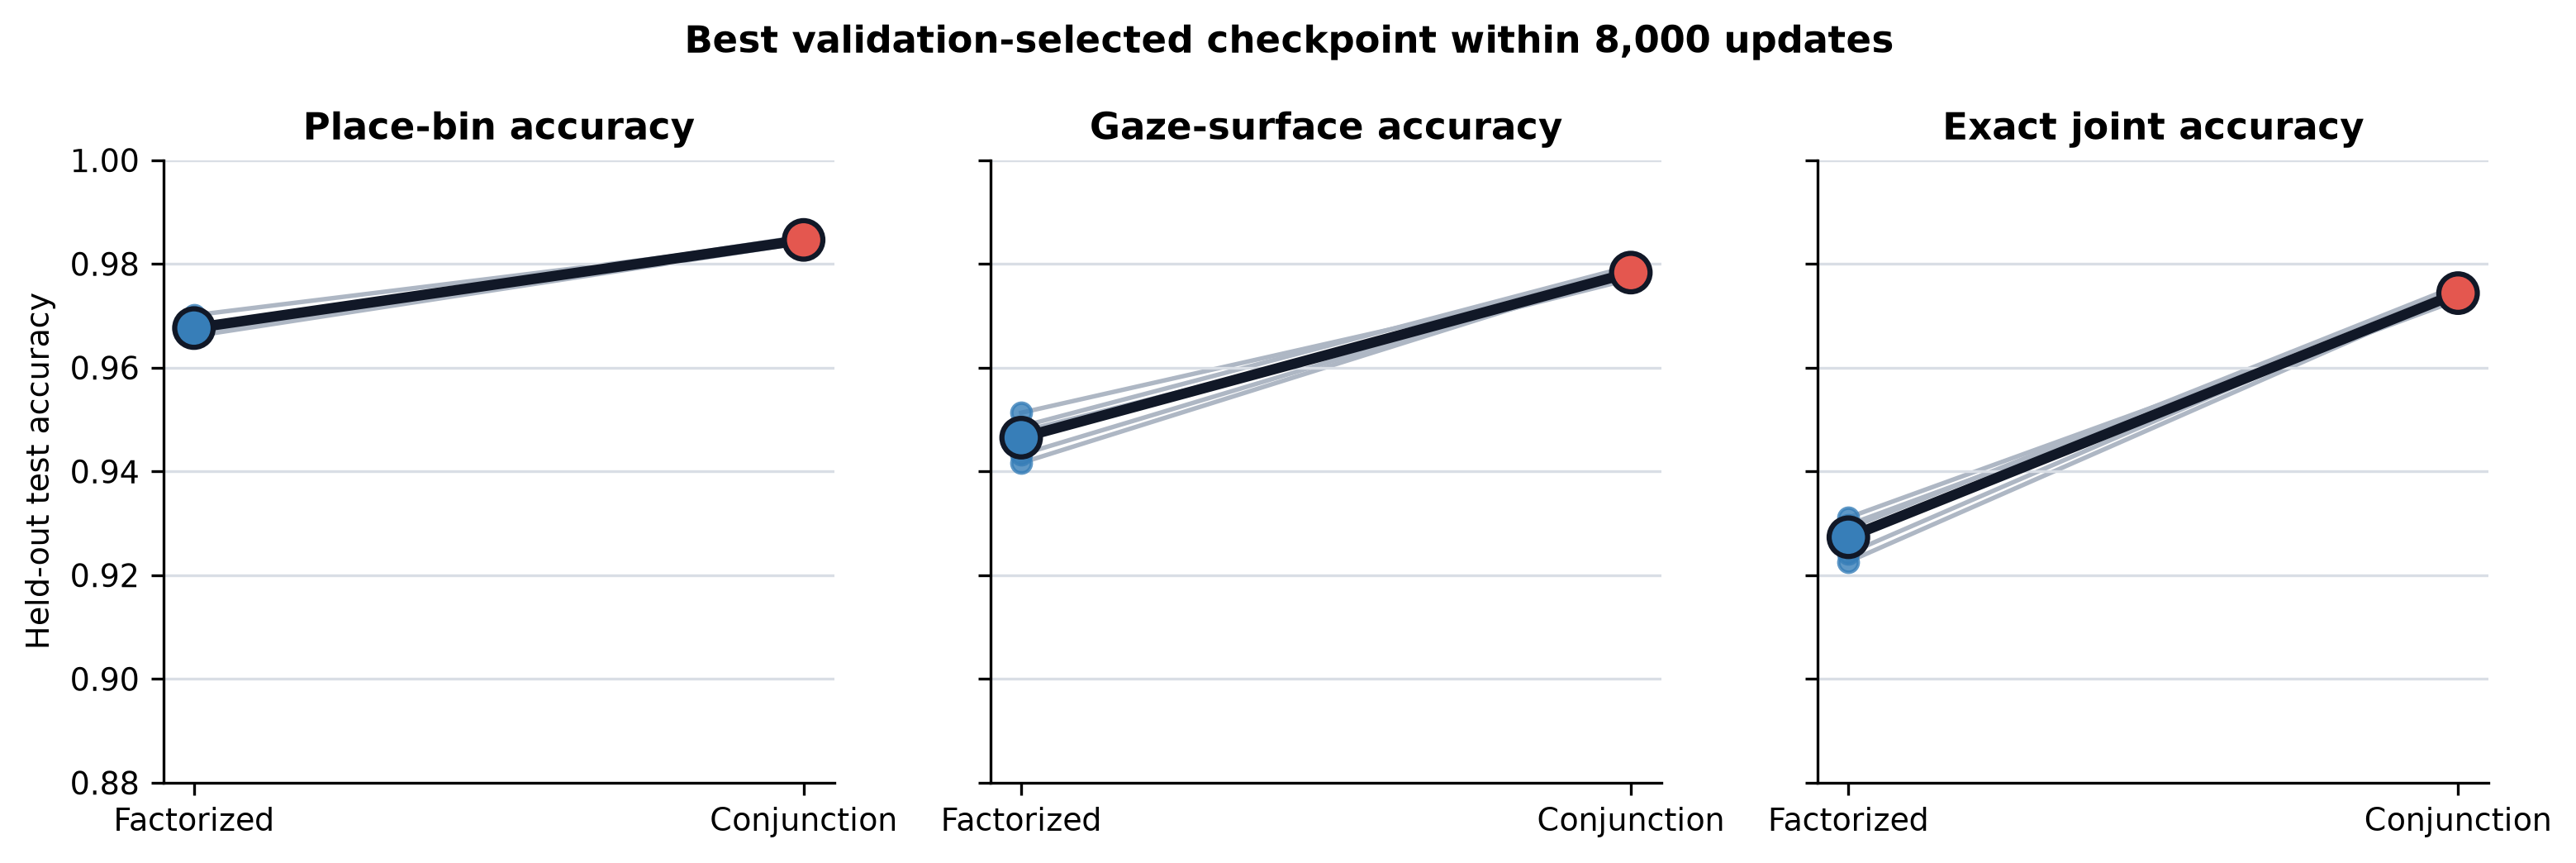 Best validation-selected checkpoint within 8,000 updates
Place-bin accuracy
Gaze-surface accuracy
Exact joint accuracy
Held-out test accuracy
1.00
0.98
0.96
0.94
0.92
0.90
0.88
Factorized
Conjunction
Factorized
Conjunction
Factorized
Conjunction